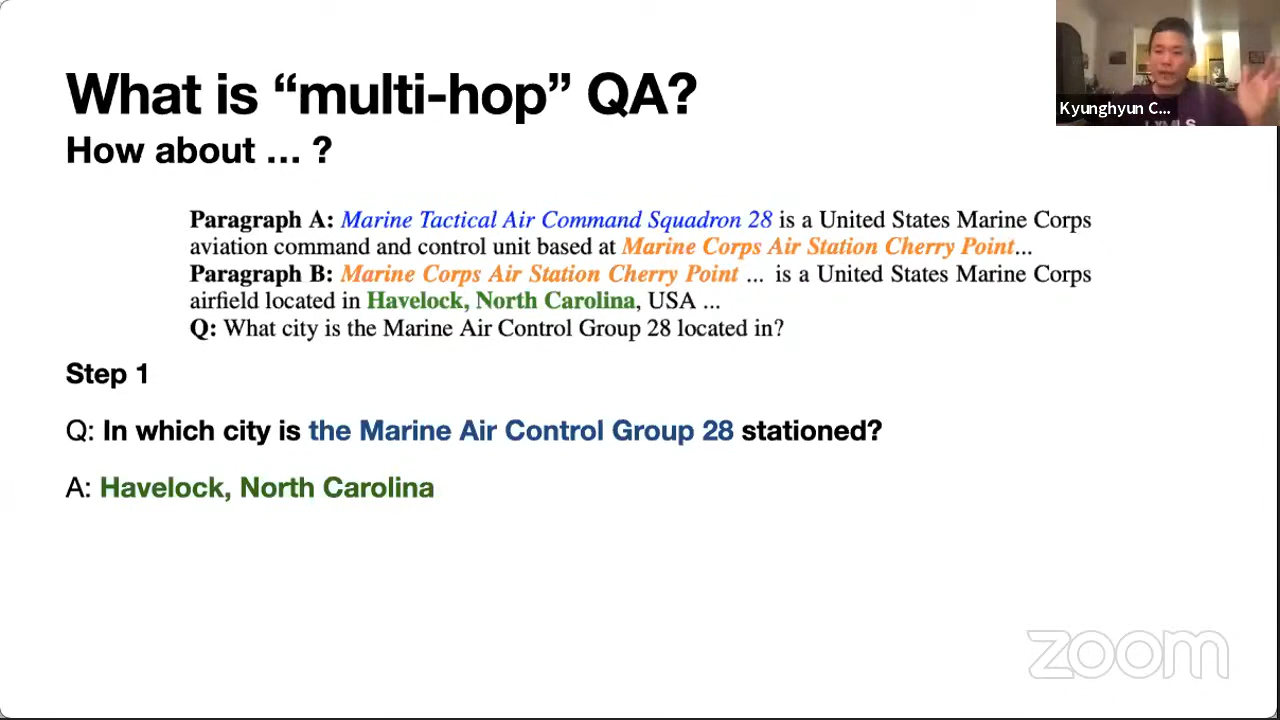 What is “multi-hop” QA?
How about ... ?
Kyunghyun C...
Paragraph A: Marine Tactical Air Command Squadron 28 is a United States Marine Corps
aviation command and control unit based at Marine Corps Air Station Cherry Point...
Paragraph B: Marine Corps Air Station Cherry Point ... is a United States Marine Corps
airfield located in Havelock, North Carolina, USA ...
Q: What city is the Marine Air Control Group 28 located in?
Step 1
Q: In which city is the Marine Air Control Group 28 stationed?
A: Havelock, North Carolina
zoom